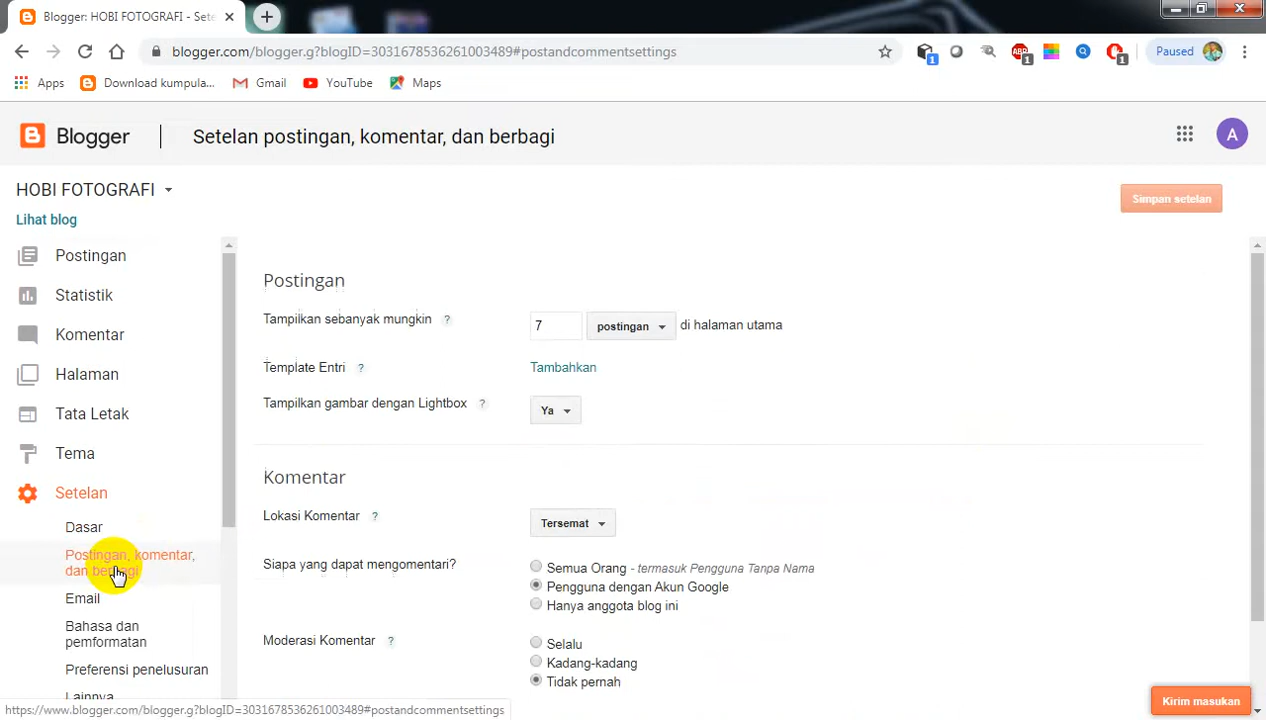 Blogger: HOBI FOTOGRAFI - Sete
blogger.com/blogger.g?blogID=3031678536261003489#postandcommentsettings
1
ABP
1
1
Paused
Apps
Download kumpula...
Gmail
YouTube
Maps
Blogger
Setelan postingan, komentar, dan berbagi
A
HOBI FOTOGRAFI
Lihat blog
Simpan setelan
Postingan
Statistik
Komentar
Halaman
Tata Letak
Tema
Setelan
Dasar
Postingan, komentar,
dan berbagi
Email
Bahasa dan
pemformatan
Preferensi penelusuran
Lainnya
Postingan
Tampilkan sebanyak mungkin ? 7 postingan di halaman utama
Template Entri ? Tambahkan
Tampilkan gambar dengan Lightbox ? Ya
Komentar
Lokasi Komentar ? Tersemat
Siapa yang dapat mengomentari? Semua Orang - termasuk Pengguna Tanpa Nama
Pengguna dengan Akun Google
Hanya anggota blog ini
Moderasi Komentar ? Selalu
Kadang-kadang
Tidak pernah
Kirim masukan
https://www.blogger.com/blogger.g?blogID=3031678536261003489#postandcommentsettings